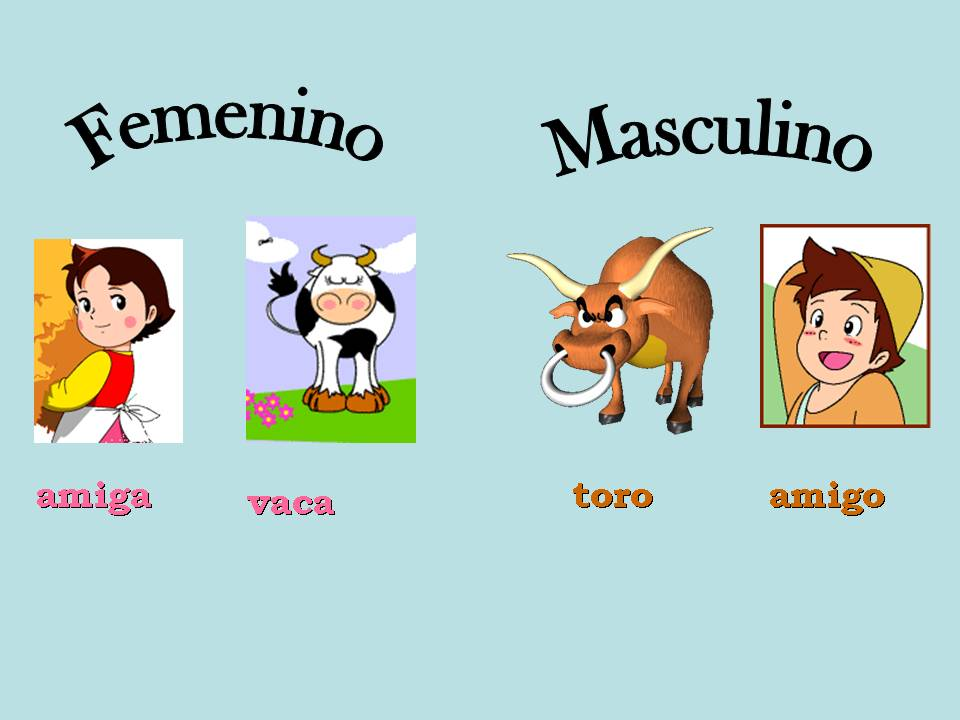 Femenino
Masculino
amiga
vaca
toro
amigo